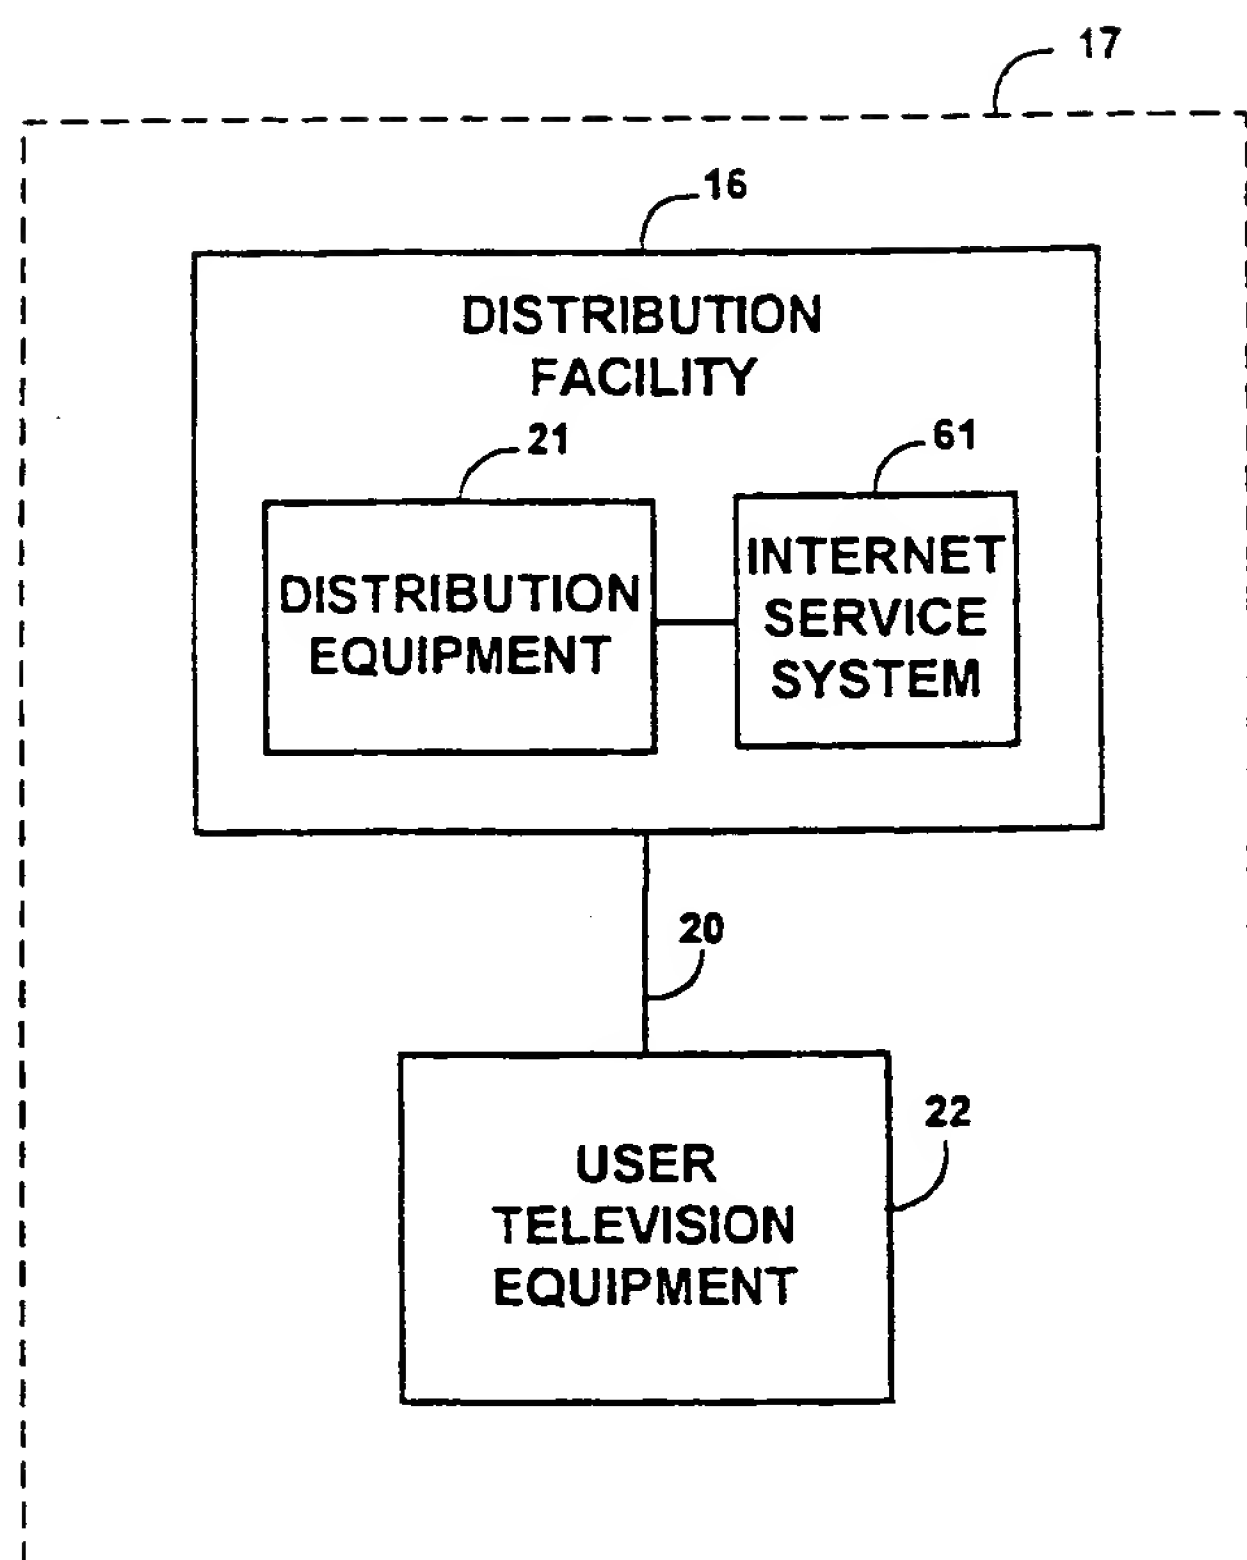 17
16
DISTRIBUTION
FACILITY
21
61
DISTRIBUTION
EQUIPMENT
INTERNET
SERVICE
SYSTEM
20
22
USER
TELEVISION
EQUIPMENT